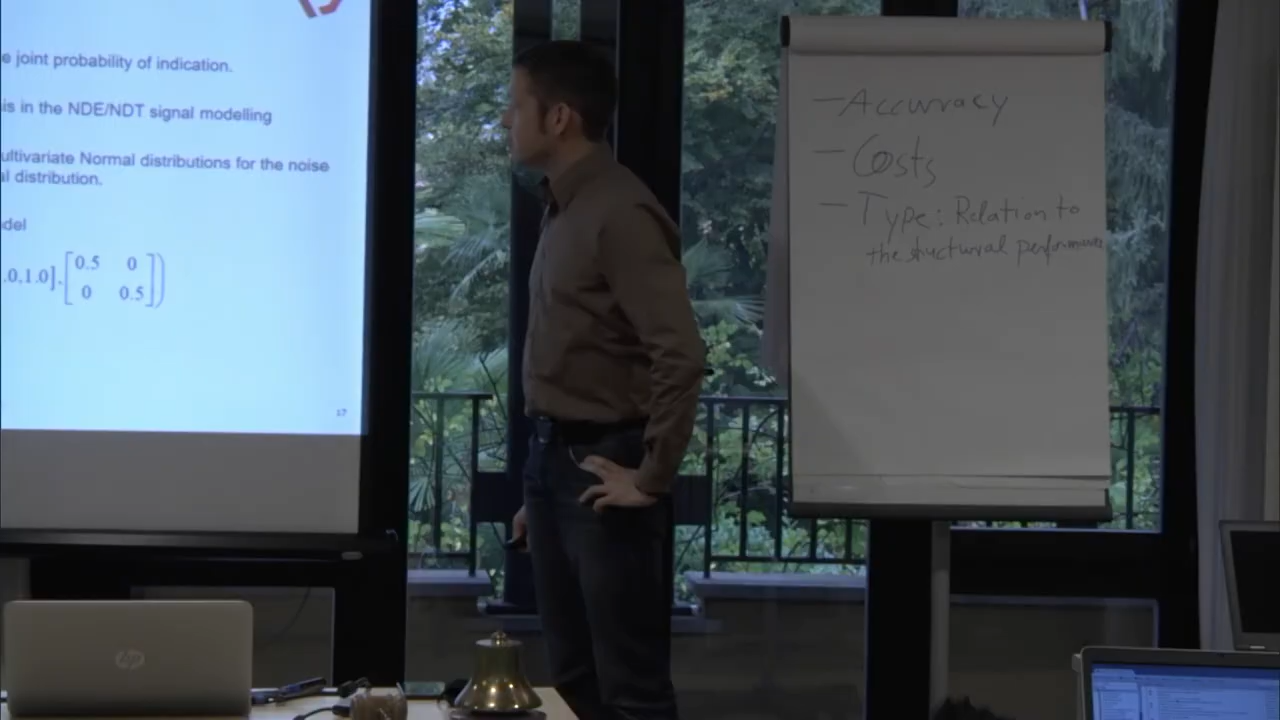 e joint probability of indication.
is in the NDE/NDT signal modelling
ultivariate Normal distributions for the noise
al distribution.
del
.0,1.0].[0.5 0
0 0.5])
17
hp
- Accuracy
- Costs
- Type: Relation to
the structural performance